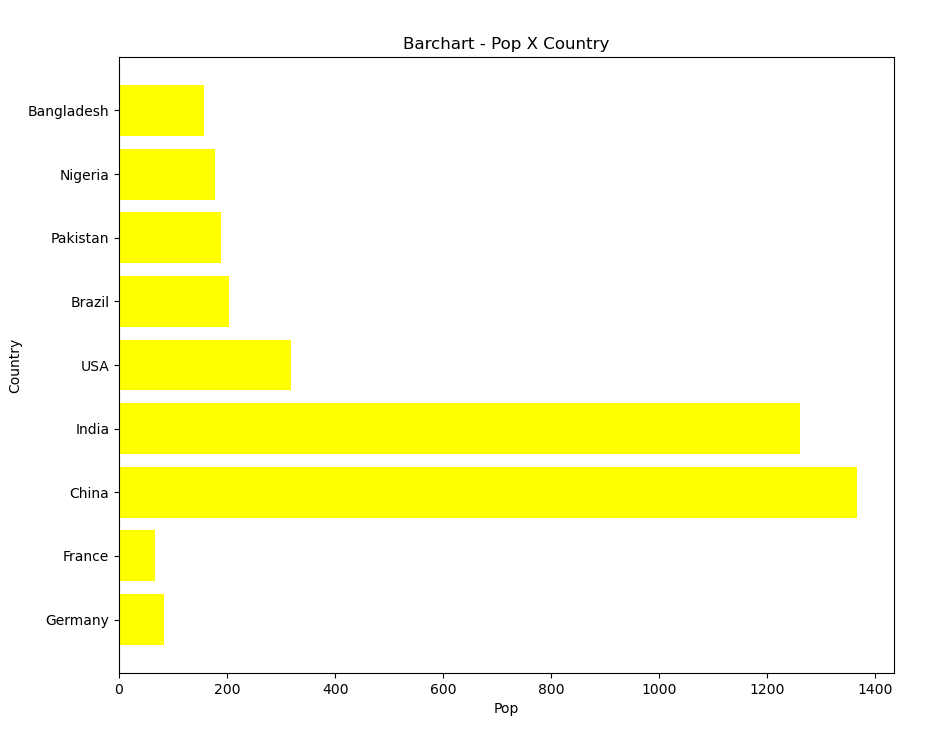 Barchart - Pop X Country
Bangladesh
Nigeria
Pakistan
Brazil
USA
India
China
France
Germany
Country
0 200 400 600 800 1000 1200 1400
Pop